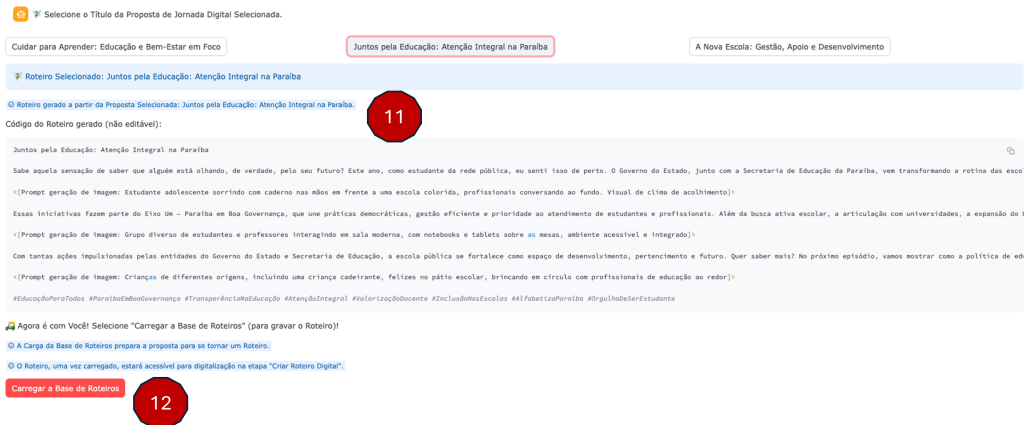 Selecione o Título da Proposta de Jornada Digital Selecionada.
Cuidar para Aprender: Educação e Bem-Estar em Foco
Juntos pela Educação: Atenção Integral na Paraíba
A Nova Escola: Gestão, Apoio e Desenvolvimento
Roteiro Selecionado: Juntos pela Educação: Atenção Integral na Paraíba
Roteiro gerado a partir da Proposta Selecionada: Juntos pela Educação: Atenção Integral na Paraíba.
11
Código do Roteiro gerado (não editável):
Juntos pela Educação: Atenção Integral na Paraíba
Sabe aquela sensação de saber que alguém está olhando, de verdade, pelo seu futuro? Este ano, como estudante da rede pública, eu senti isso de perto. O Governo do Estado, junto com a Secretaria de Educação da Paraíba, vem transformando a rotina das esco
<[Prompt geração de imagem: Estudante adolescente sorrindo com caderno nas mãos em frente a uma escola colorida, profissionais conversando ao fundo. Visual de clima de acolhimento]>
Essas iniciativas fazem parte do Eixo Um – Paraíba em Boa Governança, que une práticas democráticas, gestão eficiente e prioridade ao atendimento de estudantes e profissionais. Além da busca ativa escolar, a articulação com universidades, a expansão do
<[Prompt geração de imagem: Grupo diverso de estudantes e professores interagindo em sala moderna, com notebooks e tablets sobre as mesas, ambiente acessível e integrado]>
Com tantas ações impulsionadas pelas entidades do Governo do Estado e Secretaria de Educação, a escola pública se fortalece como espaço de desenvolvimento, pertencimento e futuro. Quer saber mais? No próximo episódio, vamos mostrar como a política de edu
<[Prompt geração de imagem: Crianças de diferentes origens, incluindo uma criança cadeirante, felizes no pátio escolar, brincando em círculo com profissionais de educação ao redor]>
#EducaçãoParaTodos #ParaíbaEmBoaGovernança #TransparênciaNaEducação #AtençãoIntegral #ValorizaçãoDocente #InclusãoNasEscolas #AlfabetizaParaíba #OrgulhoDeSerEstudante
Agora é com Você! Selecione "Carregar a Base de Roteiros" (para gravar o Roteiro)!
A Carga da Base de Roteiros prepara a proposta para se tornar um Roteiro.
O Roteiro, uma vez carregado, estará acessível para digitalização na etapa "Criar Roteiro Digital".
Carregar a Base de Roteiros
12